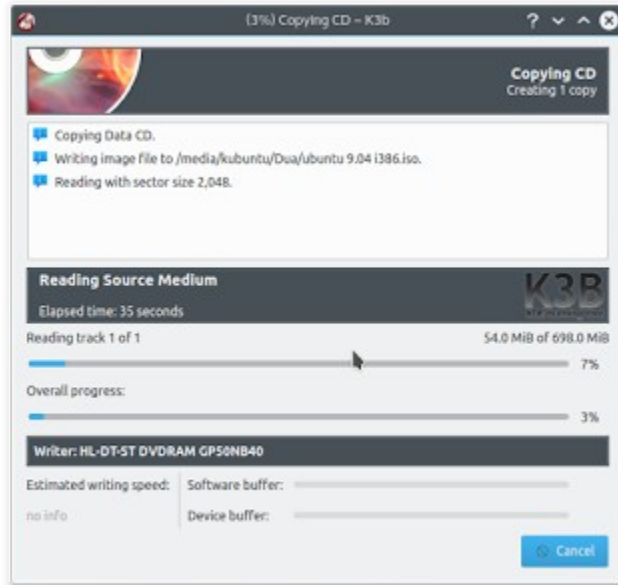 (3%) Copying CD – K3b
Copying CD
Creating 1 copy
Copying Data CD.
Writing image file to /media/kubuntu/Dua/ubuntu 9.04 i386.iso.
Reading with sector size 2,048.
Reading Source Medium
Elapsed time: 35 seconds
K3B
Reading track 1 of 1 54.0 MiB of 698.0 MiB
7%
Overall progress:
3%
Writer: HL-DT-ST DVDRAM GP50NB40
Estimated writing speed: Software buffer:
no info Device buffer:
Cancel